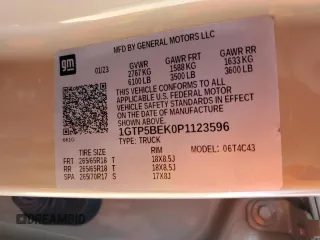 MFD BY GENERAL MOTORS LLC
gm
01/23
GVWR GAWR FRT GAWR RR
2767 KG 1588 KG 1633 KG
6100 LB 3500 LB 3600 LB
THIS VEHICLE CONFORMS TO ALL
APPLICABLE U.S. FEDERAL MOTOR
VEHICLE SAFETY STANDARDS IN
EFFECT ON THE DATE OF
MANUFACTURE SHOWN ABOVE.
1GTP5BEK0P1123596
TYPE: TRUCK MODEL: 06T4C43
TIRE SIZE RIM
FRT 265/65R18 T 18X8.5J
RR 265/65R18 T 18X8.5J
SPA 265/70R17 S 17X8J
DREAMBID